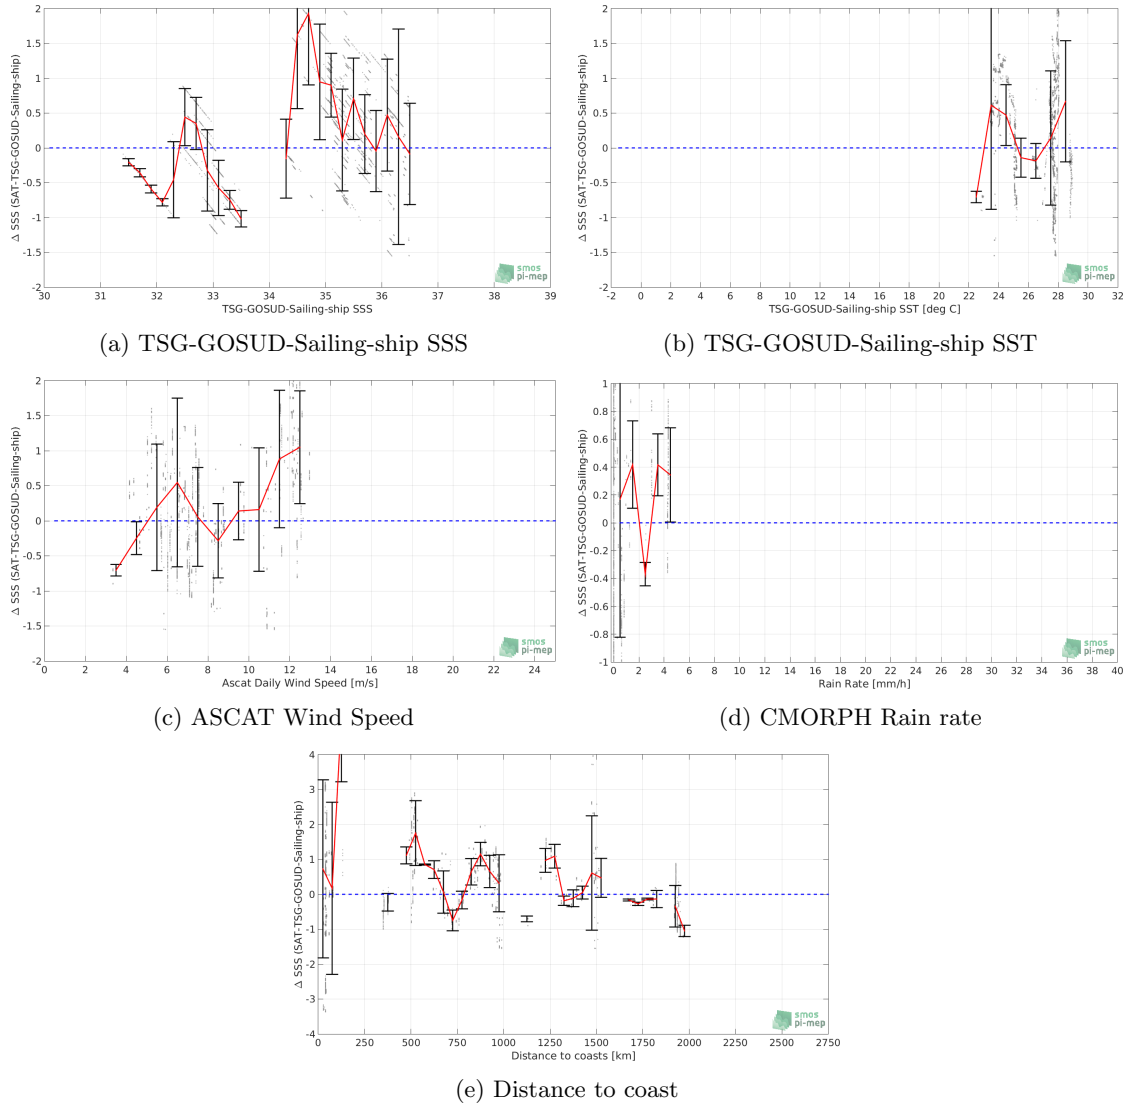 2
1.5
1
0.5
0
-0.5
-1
-1.5
-2
Δ SSS (SAT-TSG-GOSUD-Sailing-ship)
30 31 32 33 34 35 36 37 38 39
TSG-GOSUD-Sailing-ship SSS
smos
pi-mep
(a) TSG-GOSUD-Sailing-ship SSS
2
1.5
1
0.5
0
-0.5
-1
-1.5
-2
Δ SSS (SAT-TSG-GOSUD-Sailing-ship)
-2 0 2 4 6 8 10 12 14 16 18 20 22 24 26 28 30 32
TSG-GOSUD-Sailing-ship SST [deg C]
smos
pi-mep
(b) TSG-GOSUD-Sailing-ship SST
2
1.5
1
0.5
0
-0.5
-1
-1.5
-2
Δ SSS (SAT-TSG-GOSUD-Sailing-ship)
0 2 4 6 8 10 12 14 16 18 20 22 24
Ascat Daily Wind Speed [m/s]
smos
pi-mep
(c) ASCAT Wind Speed
1
0.8
0.6
0.4
0.2
0
-0.2
-0.4
-0.6
-0.8
-1
Δ SSS (SAT-TSG-GOSUD-Sailing-ship)
0 2 4 6 8 10 12 14 16 18 20 22 24 26 28 30 32 34 36 38 40
Rain Rate [mm/h]
smos
pi-mep
(d) CMORPH Rain rate
4
3
2
1
0
-1
-2
-3
-4
Δ SSS (SAT-TSG-GOSUD-Sailing-ship)
0 250 500 750 1000 1250 1500 1750 2000 2250 2500 2750
Distance to coasts [km]
smos
pi-mep
(e) Distance to coast